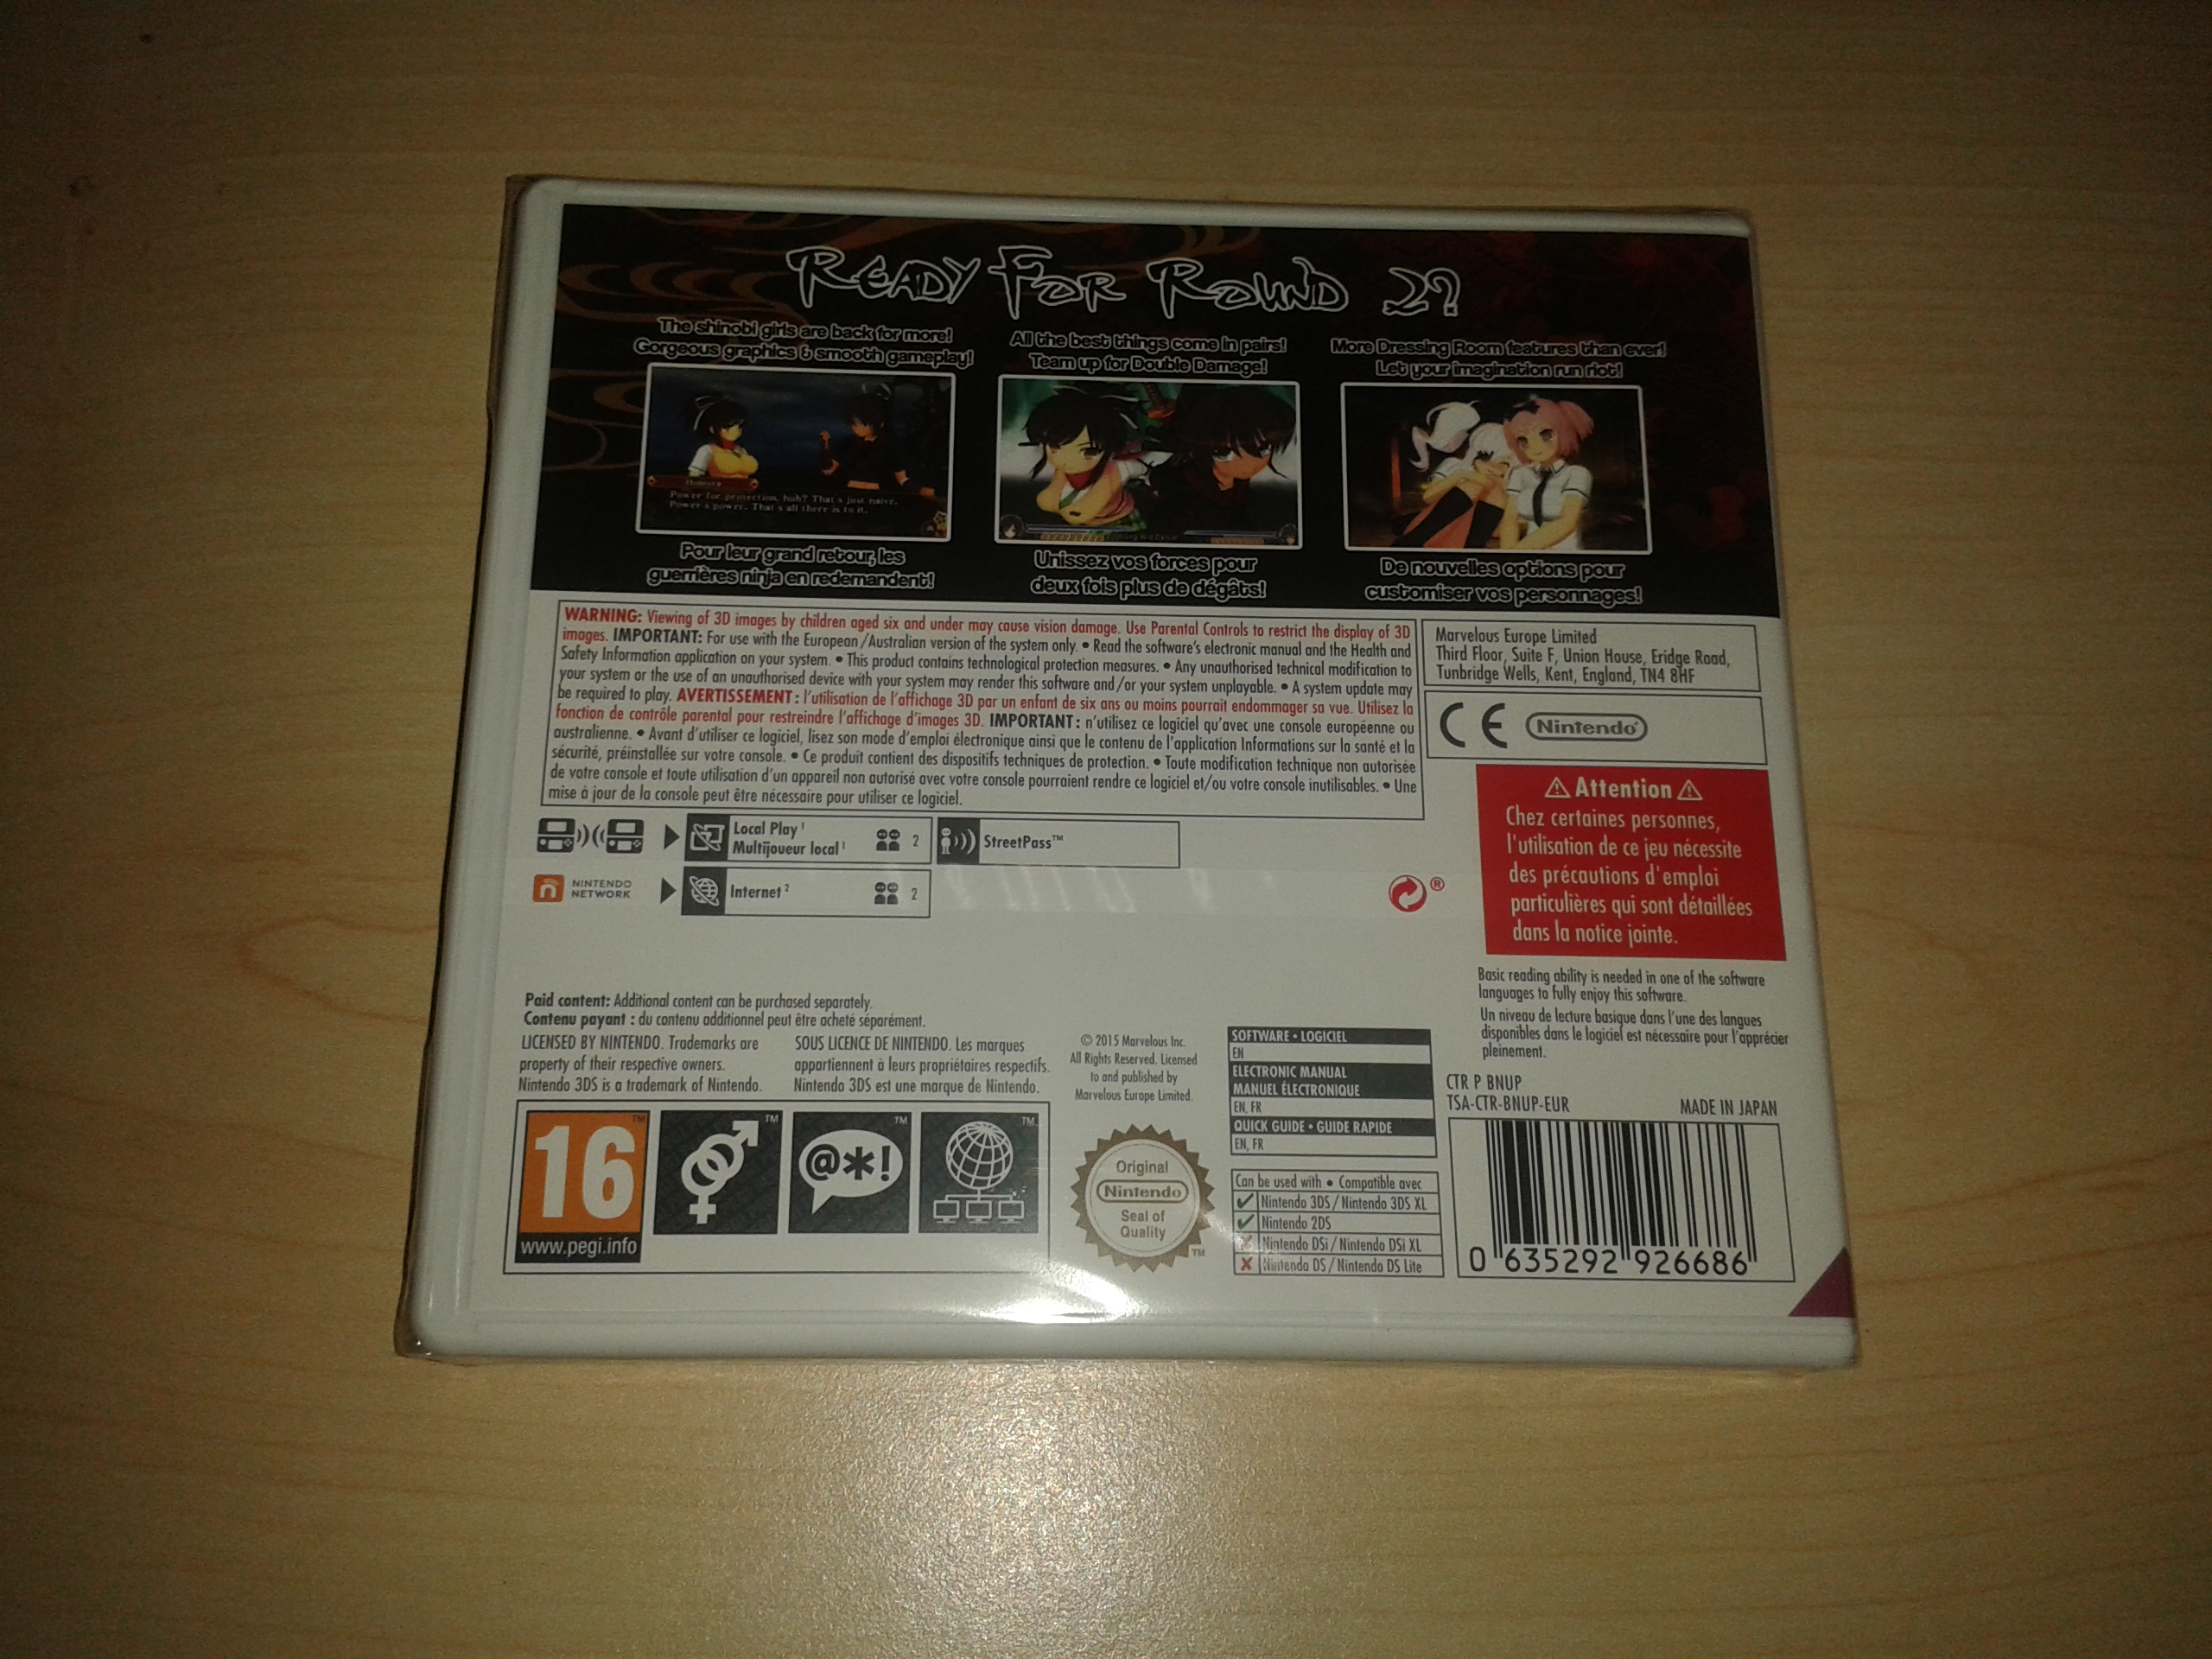 READY FOR ROUND 2?
The shinobi girls are back for more!
Gorgeous graphics & smooth gameplay!
All the best things come in pairs!
Team up for Double Damage!
More Dressing Room features than ever!
Let your imagination run riot!
Homura
Power for protection, huh? That's just naive.
Power's power. That's all there is to it.
Pour leur grand retour, les
guerrières ninja en redemandent!
Unissez vos forces pour
deux fois plus de dégâts!
De nouvelles options pour
customiser vos personnages!
WARNING: Viewing of 3D images by children aged six and under may cause vision damage. Use Parental Controls to restrict the display of 3D
images. IMPORTANT: For use with the European/Australian version of the system only. • Read the software's electronic manual and the Health and
Safety Information application on your system. • This product contains technological protection measures. • Any unauthorised technical modification to
your system or the use of an unauthorised device with your system may render this software and/or your system unplayable. • A system update may
be required to play. AVERTISSEMENT : l'utilisation de l'affichage 3D par un enfant de six ans ou moins pourrait endommager sa vue. Utilisez la
fonction de contrôle parental pour restreindre l'affichage d'images 3D. IMPORTANT : n'utilisez ce logiciel qu'avec une console européenne ou
australienne. • Avant d'utiliser ce logiciel, lisez son mode d'emploi électronique ainsi que le contenu de l'application Informations sur la santé et la
sécurité, préinstallée sur votre console. • Ce produit contient des dispositifs techniques de protection. • Toute modification technique non autorisée
de votre console et toute utilisation d'un appareil non autorisé avec votre console pourraient rendre ce logiciel et/ou votre console inutilisables. • Une
mise à jour de la console peut être nécessaire pour utiliser ce logiciel.
Marvelous Europe Limited
Third Floor, Suite F, Union House, Eridge Road,
Tunbridge Wells, Kent, England, TN4 8HF
CE Nintendo®
⚠ Attention ⚠
Chez certaines personnes,
l'utilisation de ce jeu nécessite
des précautions d'emploi
particulières qui sont détaillées
dans la notice jointe.
Local Play¹
Multijoueur local¹
2
StreetPass™
NINTENDO
NETWORK
Internet²
2
®
Basic reading ability is needed in one of the software
languages to fully enjoy this software.
Un niveau de lecture basique dans l'une des langues
disponibles dans le logiciel est nécessaire pour l'apprécier
pleinement.
Paid content: Additional content can be purchased separately.
Contenu payant : du contenu additionnel peut être acheté séparément.
LICENSED BY NINTENDO. Trademarks are
property of their respective owners.
Nintendo 3DS is a trademark of Nintendo.
SOUS LICENCE DE NINTENDO. Les marques
appartiennent à leurs propriétaires respectifs.
Nintendo 3DS est une marque de Nintendo.
© 2015 Marvelous Inc.
All Rights Reserved. Licensed
to and published by
Marvelous Europe Limited.
SOFTWARE • LOGICIEL
EN
ELECTRONIC MANUAL
MANUEL ÉLECTRONIQUE
EN, FR
QUICK GUIDE • GUIDE RAPIDE
EN, FR
CTR P BNUP
TSA-CTR-BNUP-EUR
MADE IN JAPAN
16
www.pegi.info
™
™
@*!
™
™
Original
Nintendo
Seal of
Quality
™
Can be used with • Compatible avec
Nintendo 3DS / Nintendo 3DS XL
Nintendo 2DS
Nintendo DSi / Nintendo DSi XL
Nintendo DS / Nintendo DS Lite
0 635292 926686